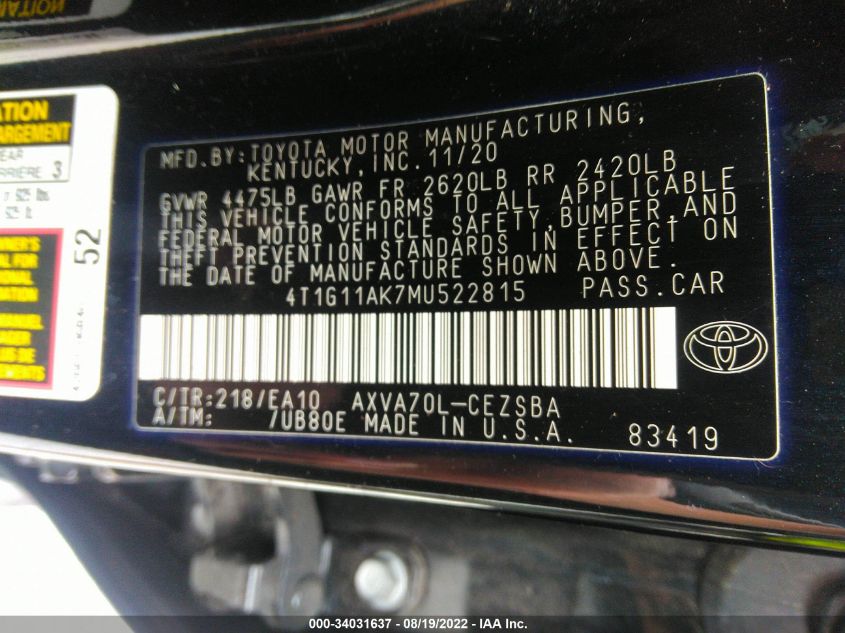 MFD.BY:TOYOTA MOTOR MANUFACTURING,
KENTUCKY,INC.11/20
GVWR 4475LB GAWR FR 2620LB RR 2420LB
THIS VEHICLE CONFORMS TO ALL APPLICABLE
FEDERAL MOTOR VEHICLE SAFETY,BUMPER,AND
THEFT PREVENTION STANDARDS IN EFFECT ON
THE DATE OF MANUFACTURE SHOWN ABOVE.
4T1G11AK7MU522815 PASS.CAR
C/TR:218/EA10 AXVA70L-CEZSBA
A/TM: 7UB80E MADE IN U.S.A. 83419
ATION
ARGEMENT
EAR
RRIERE 3
52
000-34031637 - 08/19/2022 - IAA Inc.